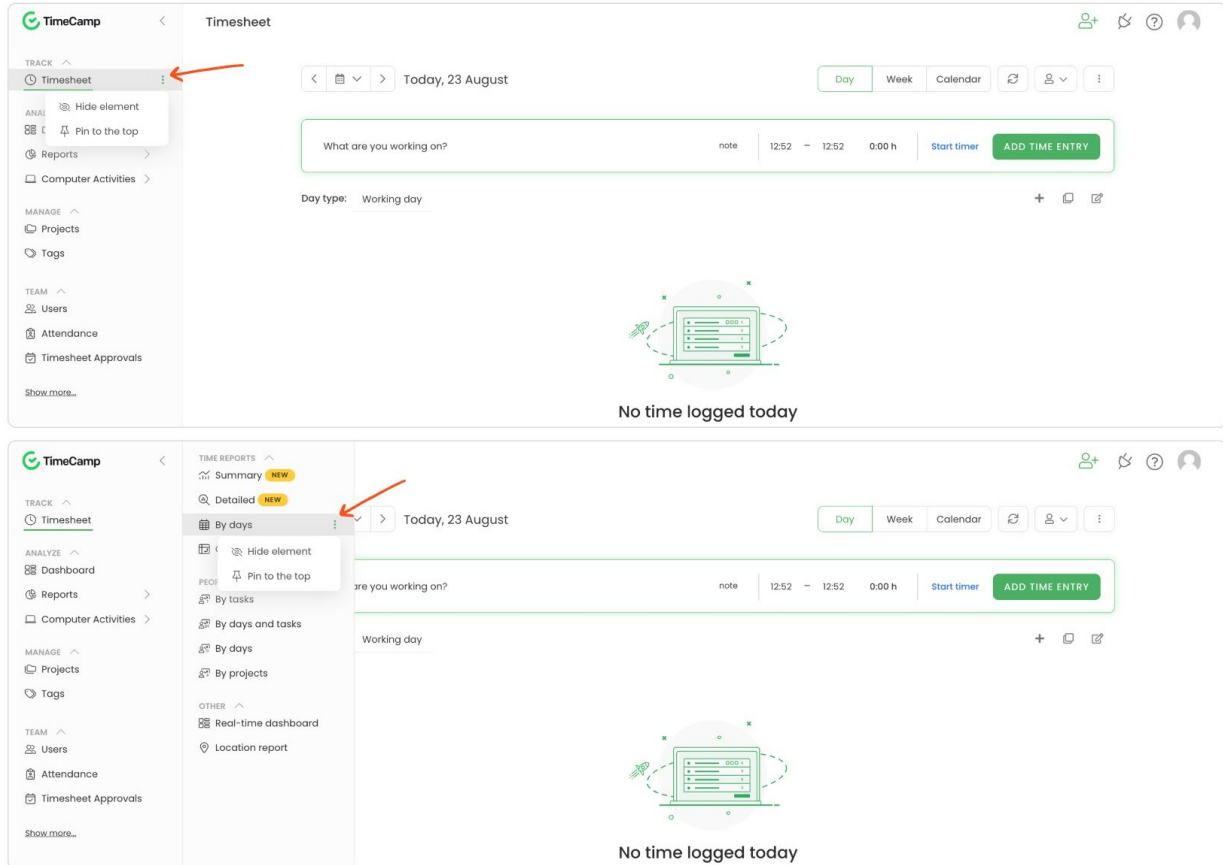 TimeCamp
Timesheet
TRACK
Timesheet
Hide element
Pin to the top
Reports
Computer Activities
MANAGE
Projects
Tags
TEAM
Users
Attendance
Timesheet Approvals
Show more...
Today, 23 August
Day Week Calendar
What are you working on? note 12:52 – 12:52 0:00 h Start timer ADD TIME ENTRY
Day type: Working day
No time logged today
TimeCamp
TRACK
Timesheet
ANALYZE
Dashboard
Reports
Computer Activities
MANAGE
Projects
Tags
TEAM
Users
Attendance
Timesheet Approvals
Show more...
TIME REPORTS
Summary NEW
Detailed NEW
By days
Hide element
Pin to the top
By tasks
By days and tasks
By days
By projects
OTHER
Real-time dashboard
Location report
Today, 23 August
Day Week Calendar
are you working on? note 12:52 – 12:52 0:00 h Start timer ADD TIME ENTRY
Working day
No time logged today